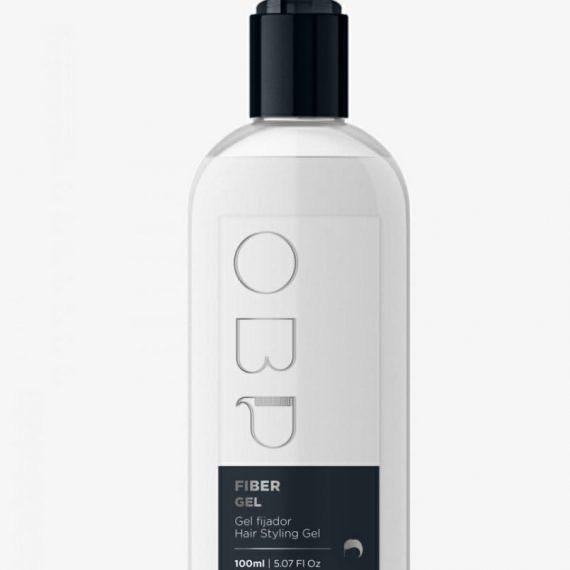 OBP
FIBER
GEL
Gel fijador
Hair Styling Gel
100ml | 5.07 Fl Oz